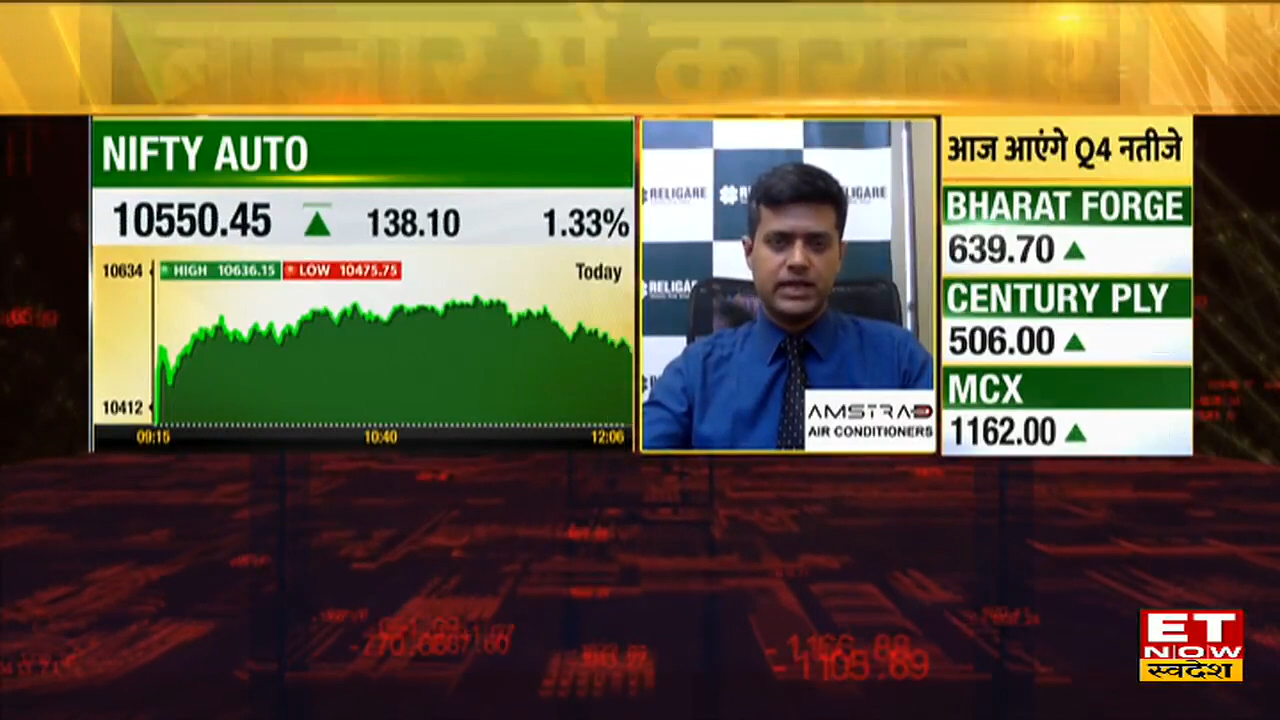 बाज़ार में कारोबार
NIFTY AUTO
10550.45 138.10 1.33%
10634 HIGH 10636.15 LOW 10475.75 Today
10412
09:15 10:40 12:06
RELIGARE
RELIGARE
RELIGARE
AMSTRAD
AIR CONDITIONERS
आज आएंगे Q4 नतीजे
BHARAT FORGE
639.70
CENTURY PLY
506.00
MCX
1162.00
ET
NOW
स्वदेश